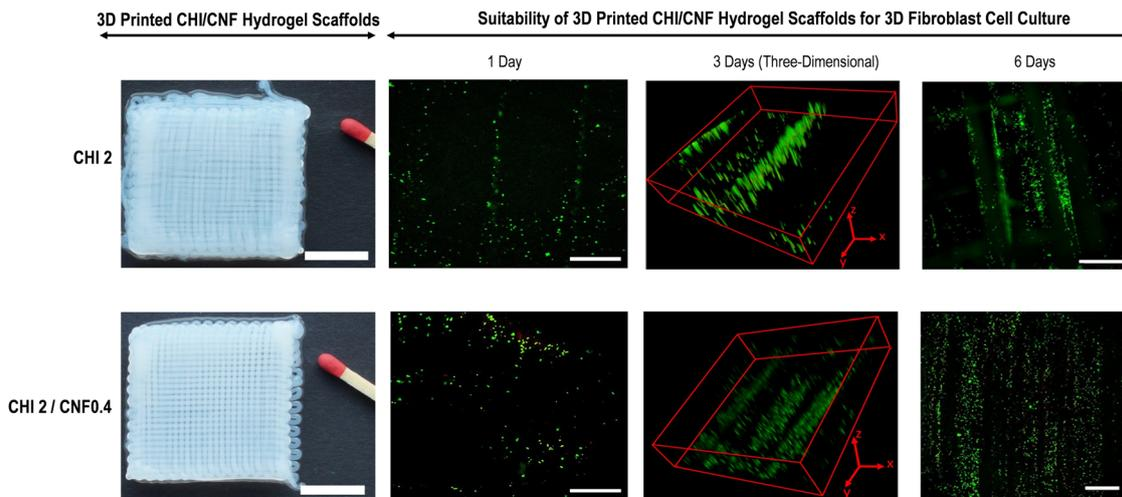 3D Printed CHI/CNF Hydrogel Scaffolds
Suitability of 3D Printed CHI/CNF Hydrogel Scaffolds for 3D Fibroblast Cell Culture
1 Day
3 Days (Three-Dimensional)
6 Days
CHI 2
z
x
y
CHI 2 / CNF0.4
z
x
y